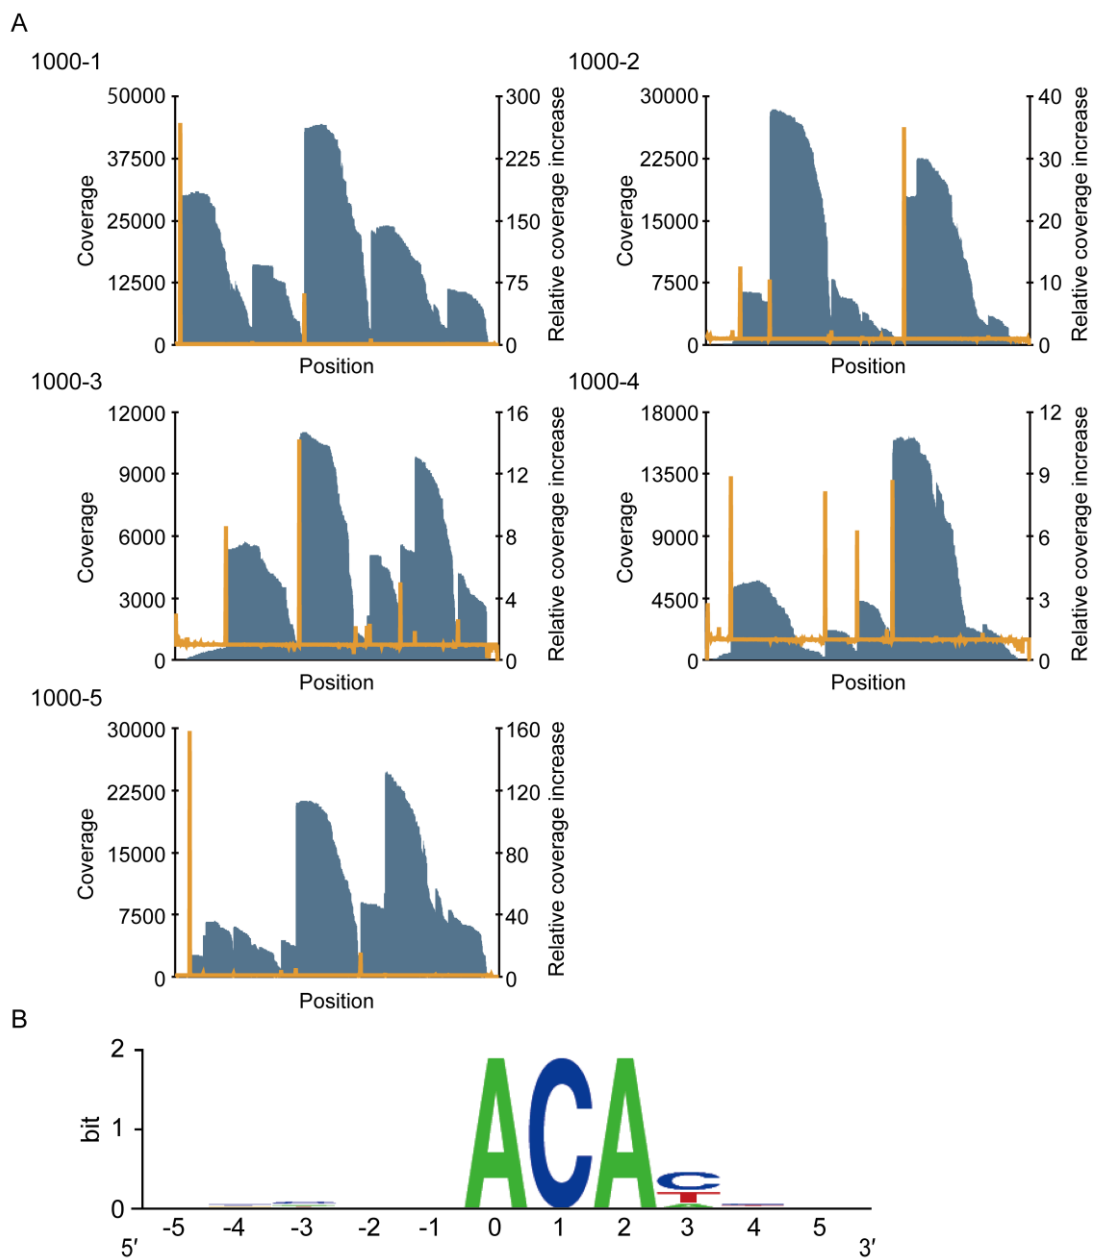 A
1000-1
1000-2
50000
37500
25000
12500
0
Coverage
300
225
150
75
0
Relative coverage increase
Position
30000
22500
15000
7500
0
Coverage
40
30
20
10
0
Relative coverage increase
Position
1000-3
1000-4
12000
9000
6000
3000
0
Coverage
16
12
8
4
0
Relative coverage increase
Position
18000
13500
9000
4500
0
Coverage
12
9
6
3
0
Relative coverage increase
Position
1000-5
30000
22500
15000
7500
0
Coverage
160
120
80
40
0
Relative coverage increase
Position
B
2
1
0
bit
ACA
C
T
-5 -4 -3 -2 -1 0 1 2 3 4 5
5′ 3′